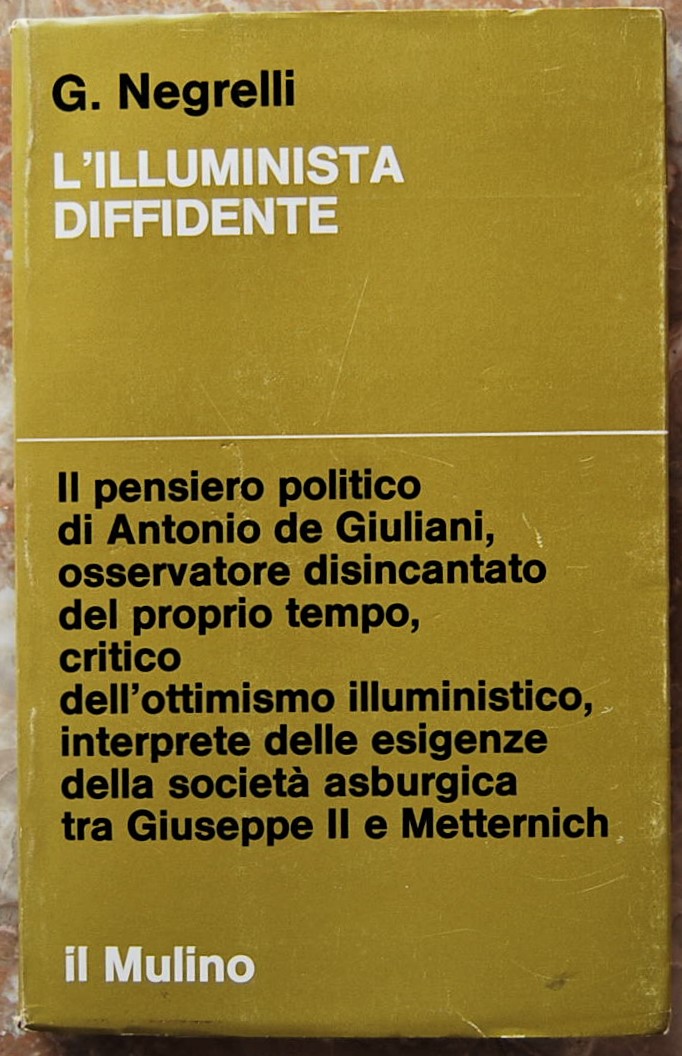 G. Negrelli
L'ILLUMINISTA
DIFFIDENTE
Il pensiero politico
di Antonio de Giuliani,
osservatore disincantato
del proprio tempo,
critico
dell'ottimismo illuministico,
interprete delle esigenze
della società asburgica
tra Giuseppe II e Metternich
il Mulino